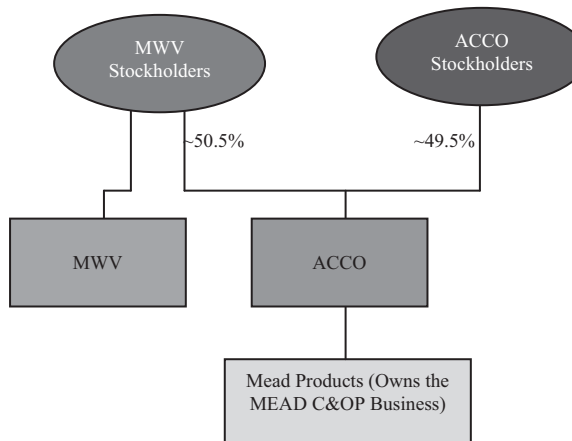 MWV
Stockholders
ACCO
Stockholders
~50.5%
~49.5%
MWV
ACCO
Mead Products (Owns the
MEAD C&OP Business)